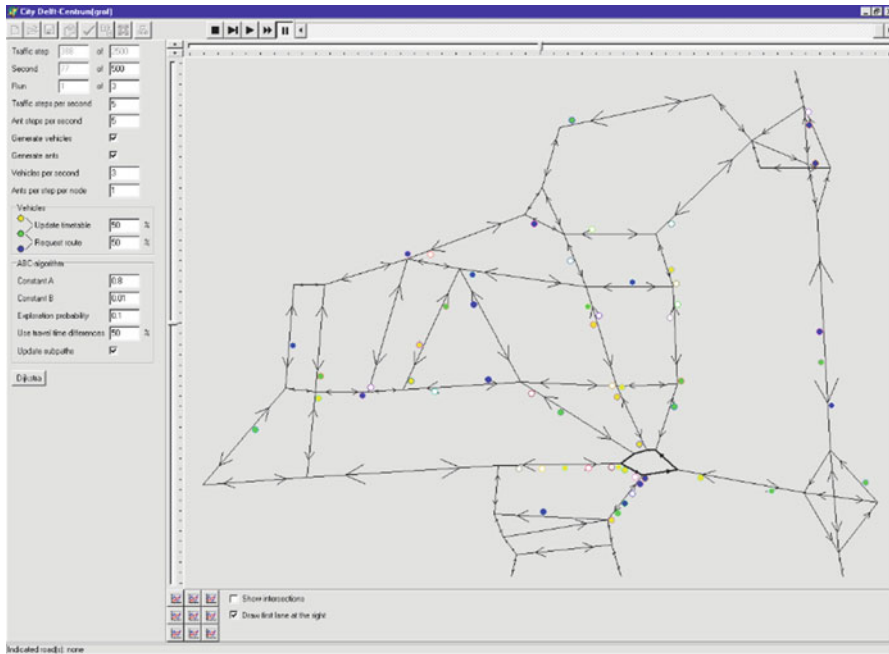 City Delft-Centrum[graf]
Traffic step 388 of 2500
Second 77 of 500
Run 1 of 3
Traffic steps per second 5
Ant steps per second 5
Generate vehicles
Generate ants
Vehicles per second 3
Ants per step per node 1
Vehicles
Update timetable 50 %
Request route 50 %
ABC-algorithm
Constant A 0.8
Constant B 0.01
Exploration probability 0.1
Use travel time differences 50 %
Update subpaths
Dijkstra
Show intersections
Draw first lane at the right
Indicated road(s): none